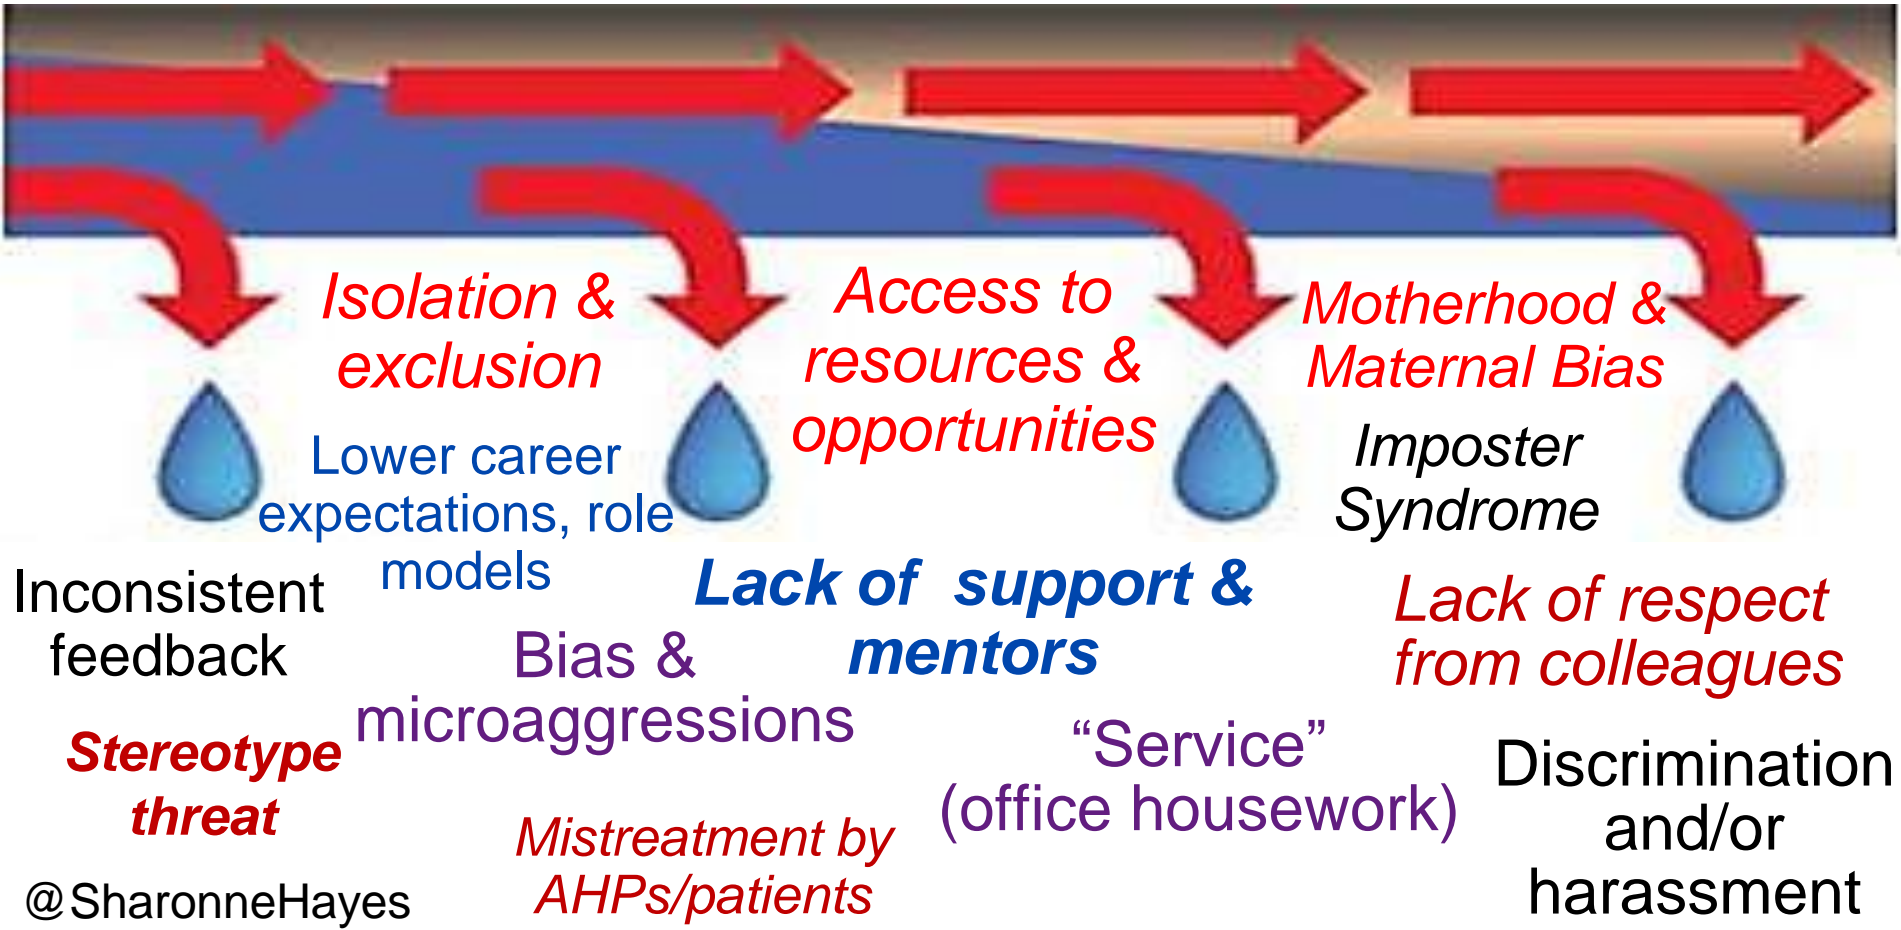 Isolation &
exclusion
Access to
resources &
opportunities
Motherhood &
Maternal Bias
Lower career
expectations, role
models
Imposter
Syndrome
Inconsistent
feedback
Lack of  support &
mentors
Lack of respect
from colleagues
Bias &
microaggressions
Stereotype
threat
“Service”
(office housework)
Discrimination
and/or
harassment
Mistreatment by
AHPs/patients
@SharonneHayes